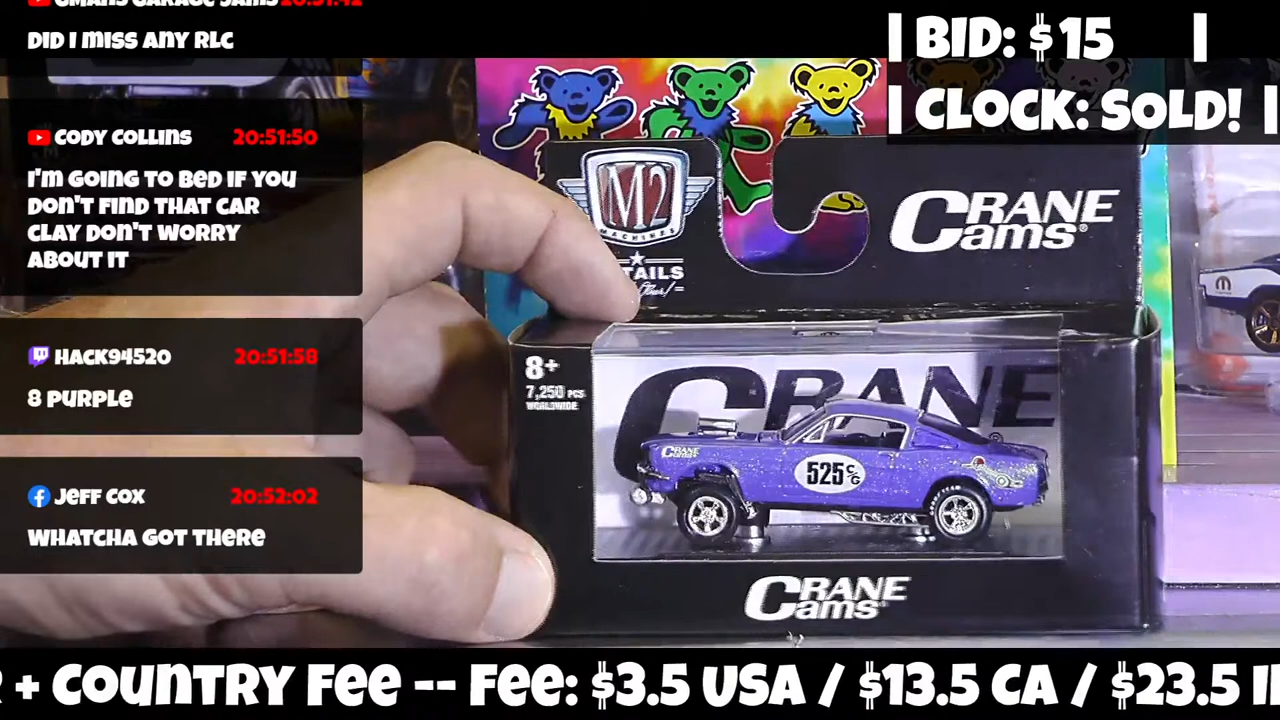 DID I MISS ANY RLC
CODY COLLINS 20:51:50
I'M GOING TO BED IF YOU
DON'T FIND THAT CAR
CLAY DON'T WORRY
ABOUT IT
HACK94520 20:51:58
8 PURPLE
JEFF COX 20:52:02
WHATCHA GOT THERE
| BID: $15 |
| CLOCK: SOLD! |
M2
MACHINES
TAILS
CRANE
Cams
8+
7,250 PCS
WORLDWIDE
CRANE
CRANE
Cams
525 C/G
CRANE
Cams
+ COUNTRY FEE -- FEE: $3.5 USA / $13.5 CA / $23.5